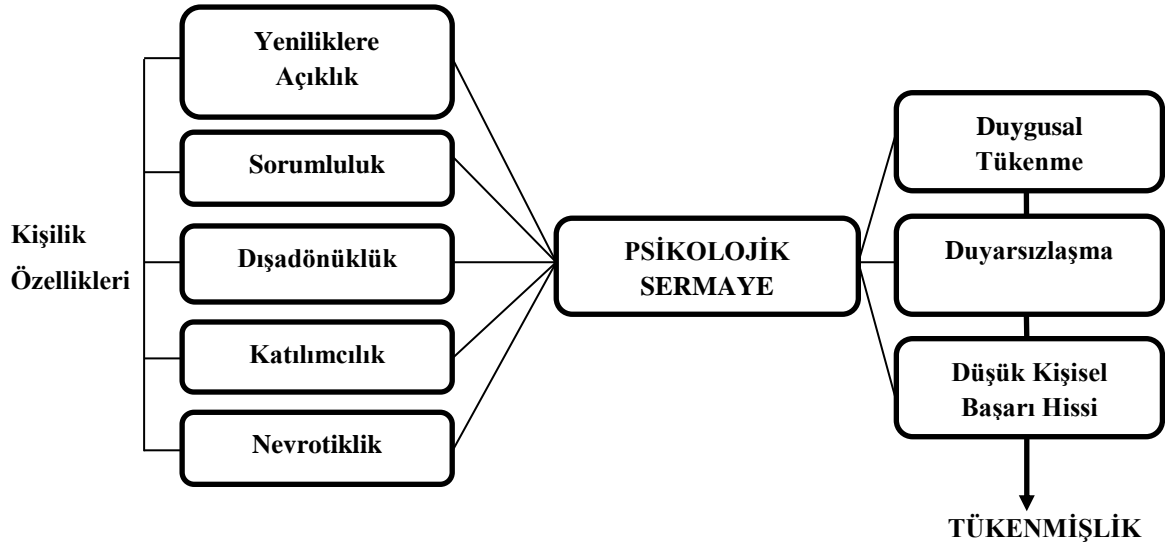 Kişilik
Özellikleri
Yeniliklere
Açıklık
Sorumluluk
Dışadönüklük
Katılımcılık
Nevrotiklik
PSİKOLOJİK
SERMAYE
Duygusal
Tükenme
Duyarsızlaşma
Düşük Kişisel
Başarı Hissi
TÜKENMİŞLİK